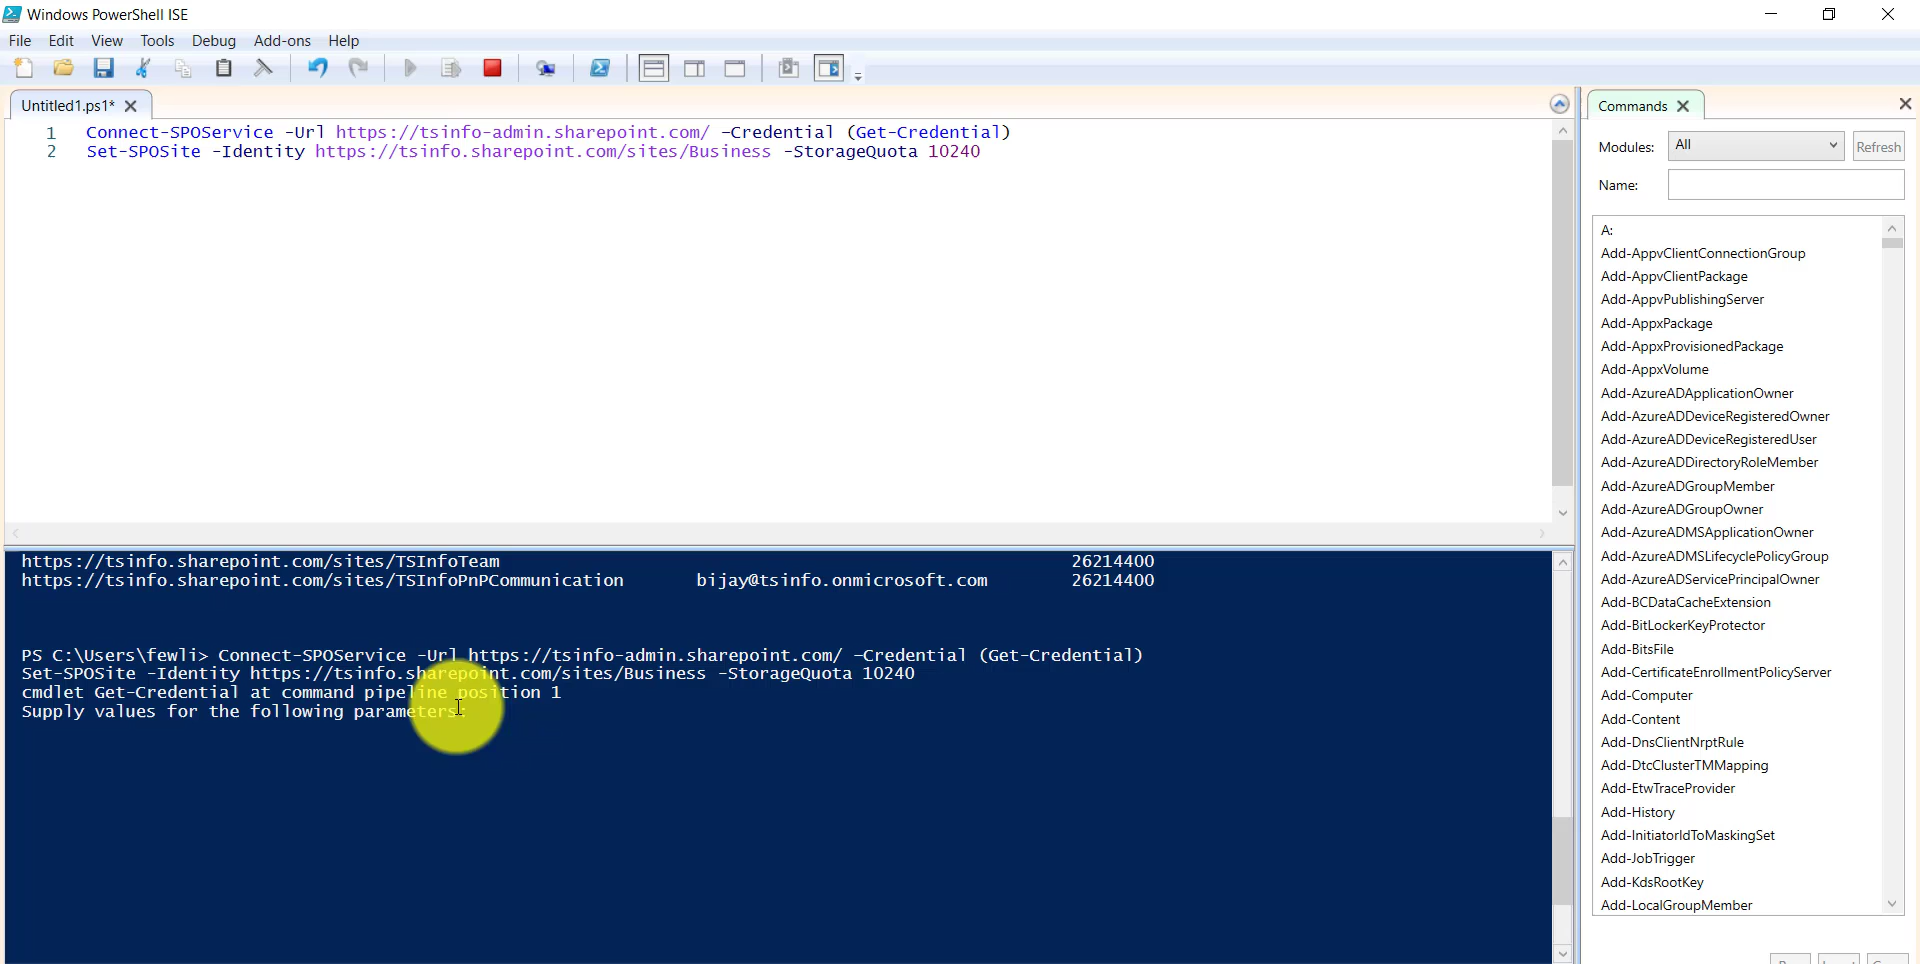 Windows PowerShell ISE
File Edit View Tools Debug Add-ons Help
Untitled1.ps1*
1 Connect-SPOService -Url https://tsinfo-admin.sharepoint.com/ -Credential (Get-Credential)
2 Set-SPOSite -Identity https://tsinfo.sharepoint.com/sites/Business -StorageQuota 10240
https://tsinfo.sharepoint.com/sites/TSInfoTeam 26214400
https://tsinfo.sharepoint.com/sites/TSInfoPnPCommunication bijay@tsinfo.onmicrosoft.com 26214400
PS C:\Users\fewli> Connect-SPOService -Url https://tsinfo-admin.sharepoint.com/ -Credential (Get-Credential)
Set-SPOSite -Identity https://tsinfo.sharepoint.com/sites/Business -StorageQuota 10240
cmdlet Get-Credential at command pipeline position 1
Supply values for the following parameters:
Commands
Modules: All Refresh
Name:
A:
Add-AppvClientConnectionGroup
Add-AppvClientPackage
Add-AppvPublishingServer
Add-AppxPackage
Add-AppxProvisionedPackage
Add-AppxVolume
Add-AzureADApplicationOwner
Add-AzureADDeviceRegisteredOwner
Add-AzureADDeviceRegisteredUser
Add-AzureADDirectoryRoleMember
Add-AzureADGroupMember
Add-AzureADGroupOwner
Add-AzureADMSApplicationOwner
Add-AzureADMSLifecyclePolicyGroup
Add-AzureADServicePrincipalOwner
Add-BCDataCacheExtension
Add-BitLockerKeyProtector
Add-BitsFile
Add-CertificateEnrollmentPolicyServer
Add-Computer
Add-Content
Add-DnsClientNrptRule
Add-DtcClusterTMMapping
Add-EtwTraceProvider
Add-History
Add-InitiatorIdToMaskingSet
Add-JobTrigger
Add-KdsRootKey
Add-LocalGroupMember